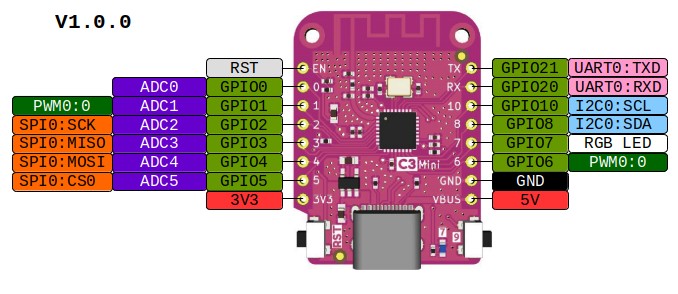 V1.0.0
RST EN TX GPIO21 UART0:TXD
ADC0 GPIO0 0 RX GPIO20 UART0:RXD
PWM0:0 ADC1 GPIO1 1 10 GPIO10 I2C0:SCL
SPI0:SCK ADC2 GPIO2 2 8 GPIO8 I2C0:SDA
SPI0:MISO ADC3 GPIO3 3 7 GPIO7 RGB LED
SPI0:MOSI ADC4 GPIO4 4 C3 Mini 6 GPIO6 PWM0:0
SPI0:CS0 ADC5 GPIO5 5 GND GND
3V3 3V3 VBUS 5V
RST 7 9